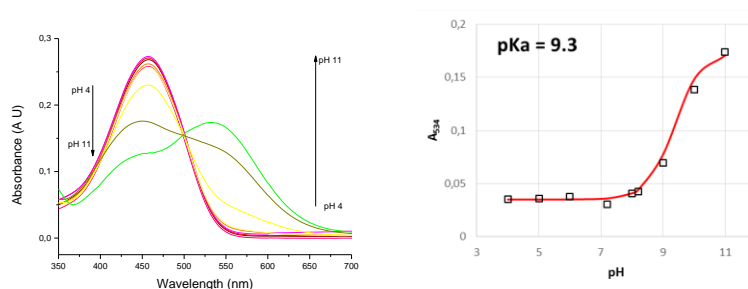 0,3
0,2
0,1
0,0
Absorbance (A U)
pH 4
pH 11
pH 11
pH 4
350 400 450 500 550 600 650 700
Wavelength (nm)
pKa = 9.3
0,2
0,15
0,1
0,05
0
A534
3 5 7 9 11
pH